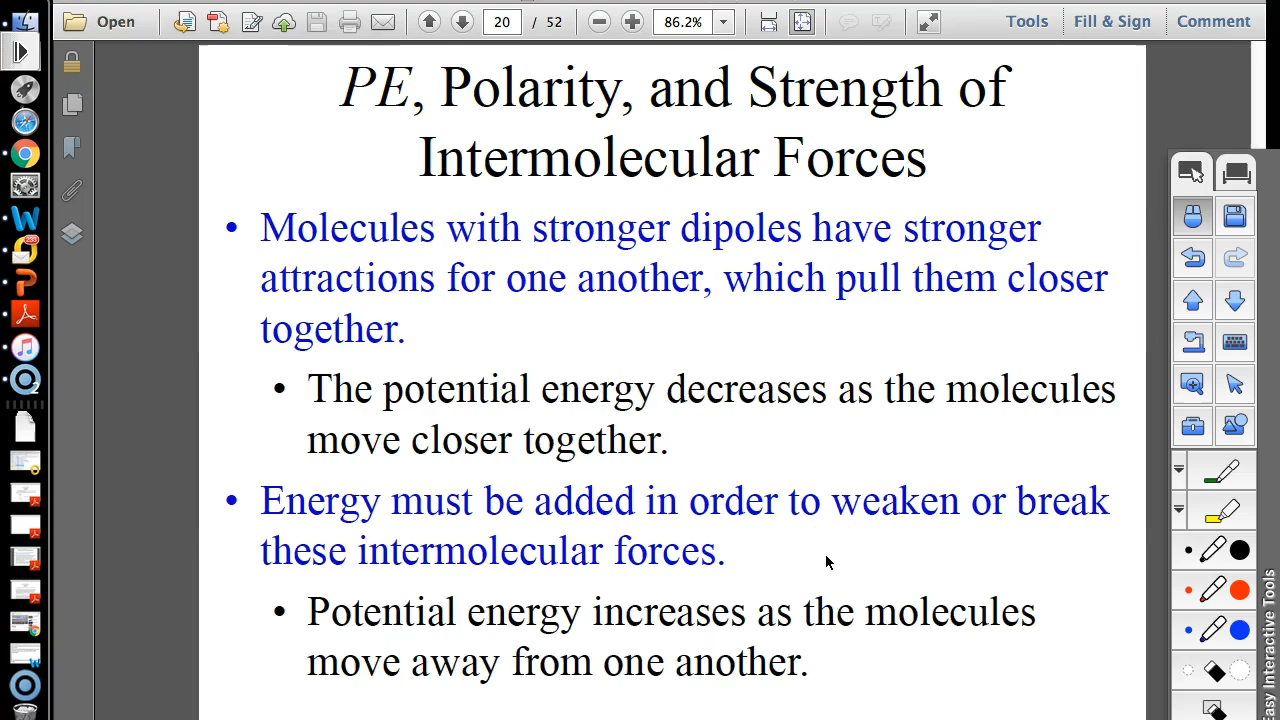 Open
20 / 52
86.2%
Tools
Fill & Sign
Comment
PE, Polarity, and Strength of
Intermolecular Forces
• Molecules with stronger dipoles have stronger
attractions for one another, which pull them closer
together.
• The potential energy decreases as the molecules
move closer together.
• Energy must be added in order to weaken or break
these intermolecular forces.
• Potential energy increases as the molecules
move away from one another.
Easy Interactive Tools